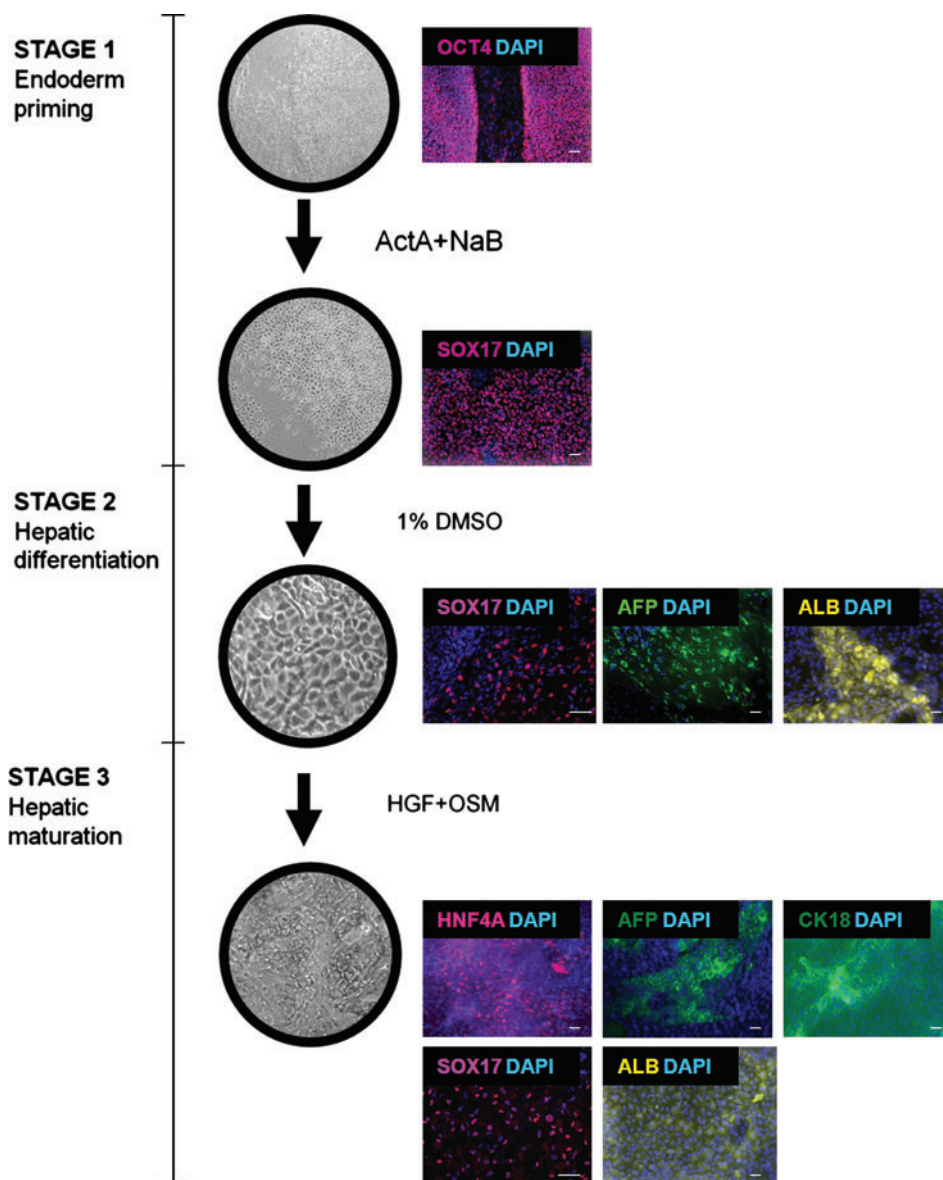 STAGE 1
Endoderm
priming
OCT4 DAPI
ActA+NaB
SOX17 DAPI
STAGE 2
Hepatic
differentiation
1% DMSO
SOX17 DAPI
AFP DAPI
ALB DAPI
STAGE 3
Hepatic
maturation
HGF+OSM
HNF4A DAPI
AFP DAPI
CK18 DAPI
SOX17 DAPI
ALB DAPI